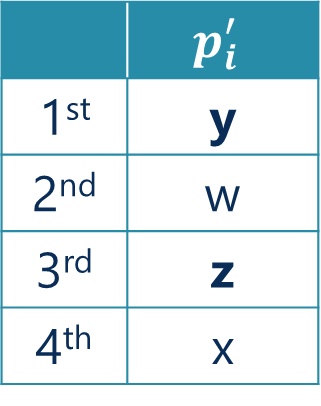 p′ᵢ
1st y
2nd w
3rd z
4th x